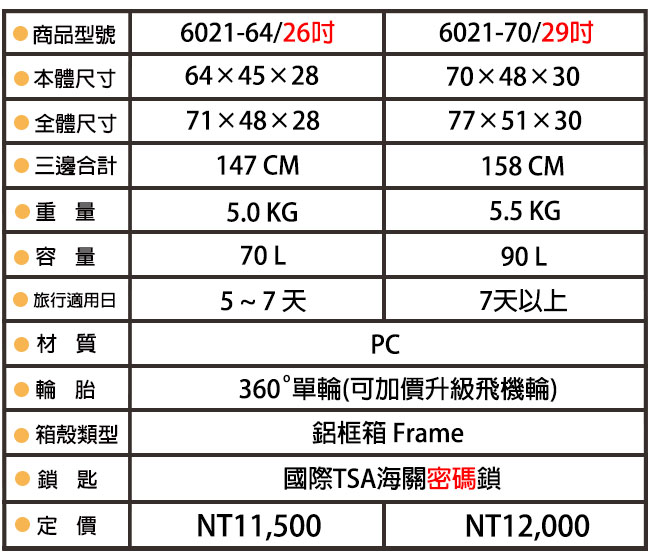 商品型號 6021-64/26吋 6021-70/29吋
本體尺寸 64×45×28 70×48×30
全體尺寸 71×48×28 77×51×30
三邊合計 147 CM 158 CM
重 量 5.0 KG 5.5 KG
容 量 70 L 90 L
旅行適用日 5 ~ 7 天 7天以上
材 質 PC
輪 胎 360°單輪(可加價升級飛機輪)
箱殼類型 鋁框箱 Frame
鎖 匙 國際TSA海關密碼鎖
定 價 NT11,500 NT12,000